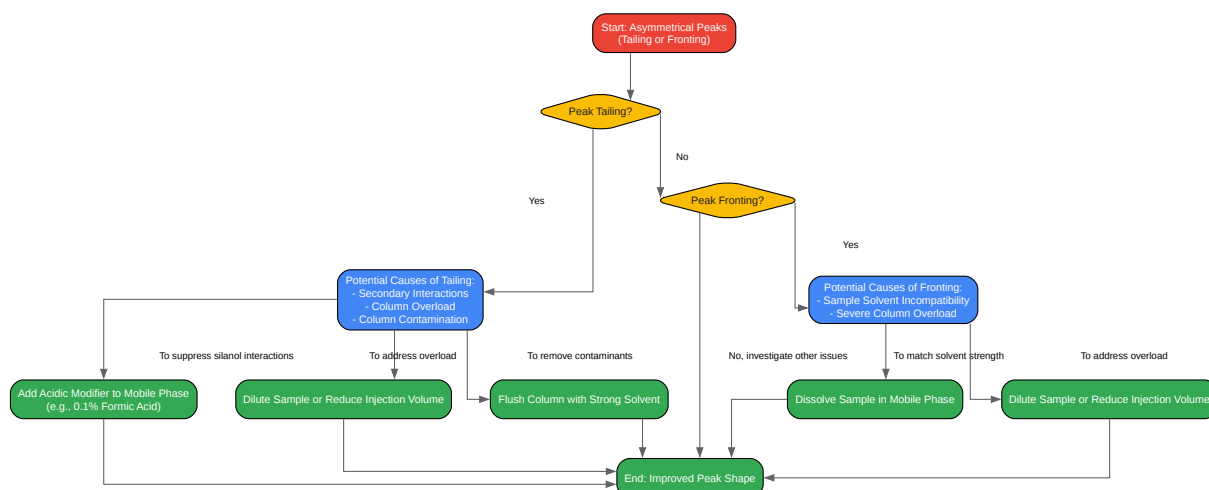 Start: Asymmetrical Peaks
(Tailing or Fronting)
Peak Tailing?
No
Peak Fronting?
Yes
Yes
Potential Causes of Tailing:
- Secondary Interactions
- Column Overload
- Column Contamination
Potential Causes of Fronting:
- Sample Solvent Incompatibility
- Severe Column Overload
To suppress silanol interactions
To address overload
To remove contaminants
No, investigate other issues
To match solvent strength
To address overload
Add Acidic Modifier to Mobile Phase
(e.g., 0.1% Formic Acid)
Dilute Sample or Reduce Injection Volume
Flush Column with Strong Solvent
Dissolve Sample in Mobile Phase
Dilute Sample or Reduce Injection Volume
End: Improved Peak Shape